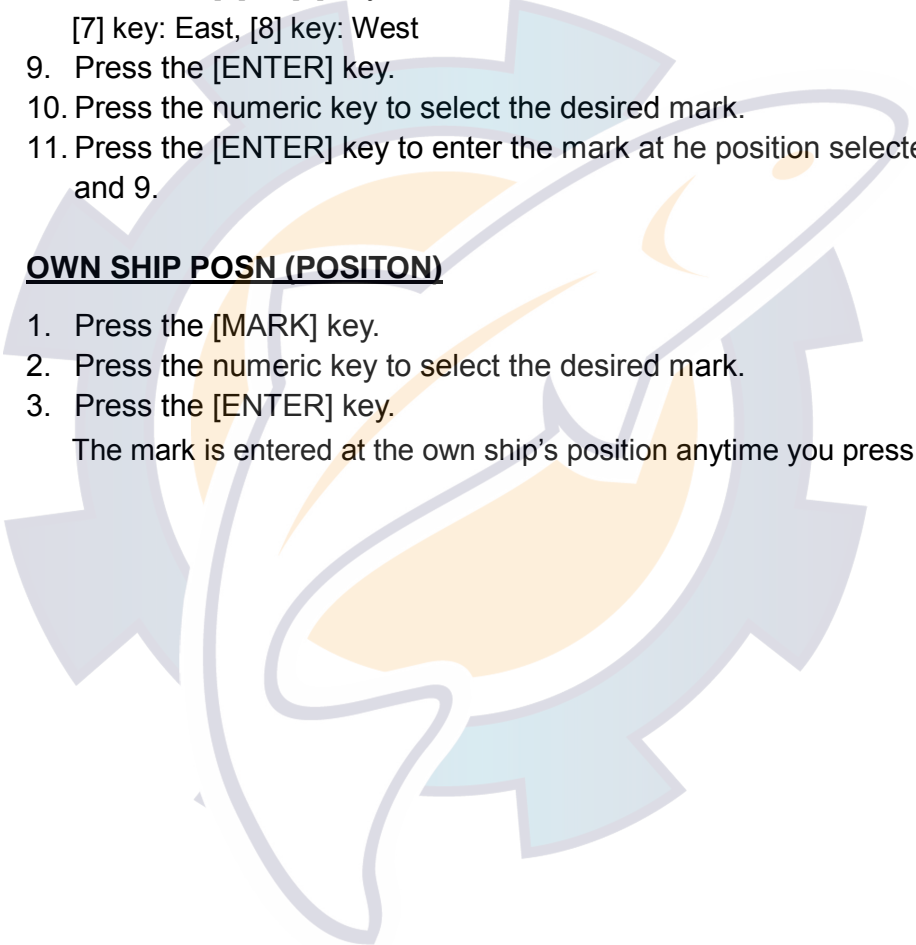 [7] key: East, [8] key: West
9. Press the [ENTER] key.
10. Press the numeric key to select the desired mark.
11. Press the [ENTER] key to enter the mark at he position
and 9.
OWN SHIP POSN (POSITON)
1. Press the [MARK] key.
2. Press the numeric key to select the desired mark.
3. Press the [ENTER] key.
The mark is entered at the own ship’s position anytime you press